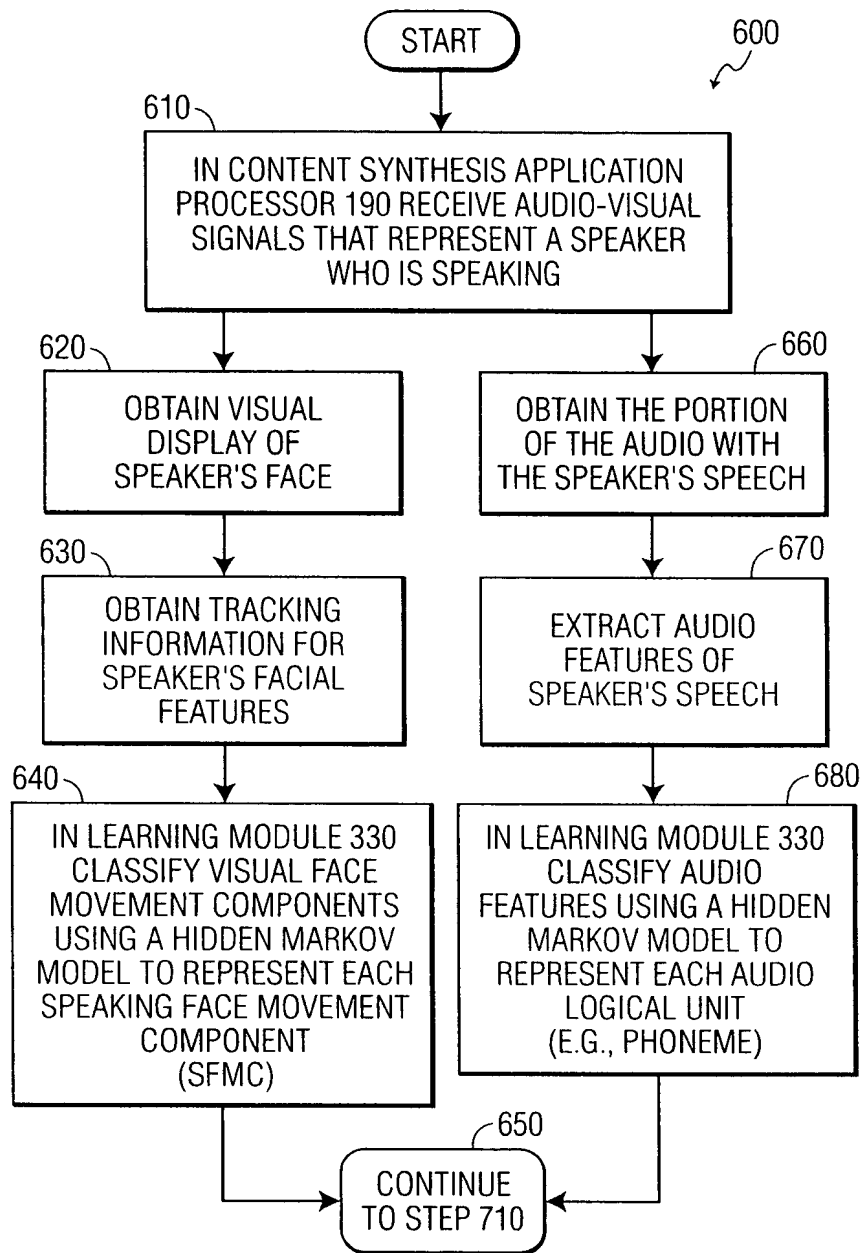 START
600
610
IN CONTENT SYNTHESIS APPLICATION
PROCESSOR 190 RECEIVE AUDIO-VISUAL
SIGNALS THAT REPRESENT A SPEAKER
WHO IS SPEAKING
620
OBTAIN VISUAL
DISPLAY OF
SPEAKER'S FACE
630
OBTAIN TRACKING
INFORMATION FOR
SPEAKER'S FACIAL
FEATURES
640
IN LEARNING MODULE 330
CLASSIFY VISUAL FACE
MOVEMENT COMPONENTS
USING A HIDDEN MARKOV
MODEL TO REPRESENT EACH
SPEAKING FACE MOVEMENT
COMPONENT
(SFMC)
660
OBTAIN THE PORTION
OF THE AUDIO WITH
THE SPEAKER'S SPEECH
670
EXTRACT AUDIO
FEATURES OF
SPEAKER'S SPEECH
680
IN LEARNING MODULE 330
CLASSIFY AUDIO
FEATURES USING A HIDDEN
MARKOV MODEL TO
REPRESENT EACH AUDIO
LOGICAL UNIT
(E.G., PHONEME)
650
CONTINUE
TO STEP 710